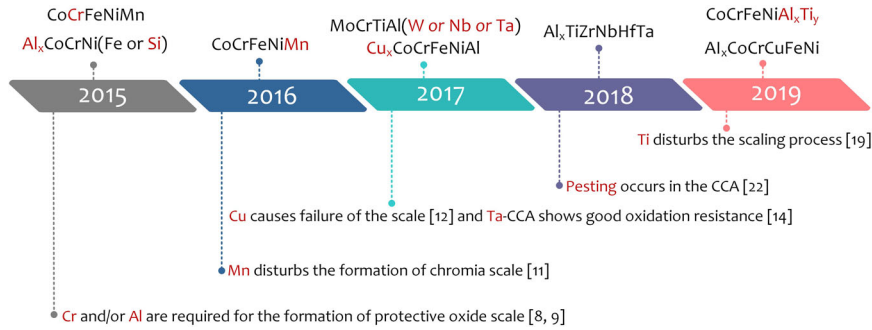 CoCrFeNiMn
AlₓCoCrNi(Fe or Si)
CoCrFeNiMn
MoCrTiAl(W or Nb or Ta)
CuₓCoCrFeNiAl
AlₓTiZrNbHfTa
CoCrFeNiAlₓTiᵧ
AlₓCoCrCuFeNi
2015
2016
2017
2018
2019
Ti disturbs the scaling process [19]
Pesting occurs in the CCA [22]
Cu causes failure of the scale [12] and Ta-CCA shows good oxidation resistance [14]
Mn disturbs the formation of chromia scale [11]
Cr and/or Al are required for the formation of protective oxide scale [8, 9]